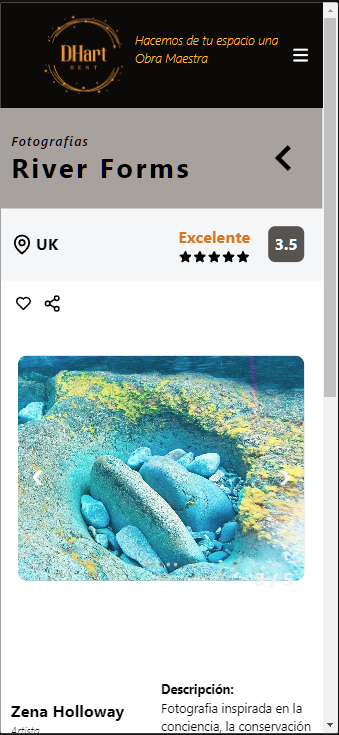 DHart
RENT
Hacemos de tu espacio una
Obra Maestra
Fotografias
River Forms
UK
Excelente
3.5
3 / 5
Zena Holloway
Artista
Descripción:
Fotografia inspirada en la
conciencia, la conservación